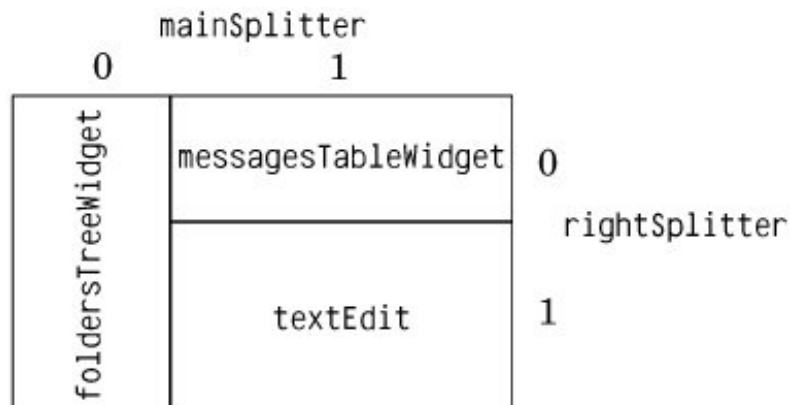 mainSplitter
0 1
foldersTreeWidget
messagesTableWidget
0
rightSplitter
textEdit
1